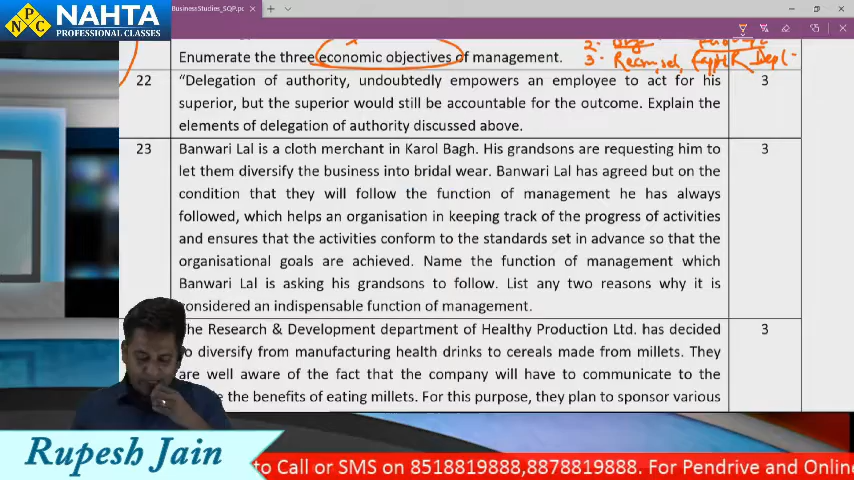 BusinessStudies_SQP.pc
NPC
NAHTA
PROFESSIONAL CLASSES
Enumerate the three economic objectives of management.
2.
3.
22 "Delegation of authority, undoubtedly empowers an employee to act for his 3
superior, but the superior would still be accountable for the outcome. Explain the
elements of delegation of authority discussed above.
23 Banwari Lal is a cloth merchant in Karol Bagh. His grandsons are requesting him to 3
let them diversify the business into bridal wear. Banwari Lal has agreed but on the
condition that they will follow the function of management he has always
followed, which helps an organisation in keeping track of the progress of activities
and ensures that the activities conform to the standards set in advance so that the
organisational goals are achieved. Name the function of management which
Banwari Lal is asking his grandsons to follow. List any two reasons why it is
considered an indispensable function of management.
The Research & Development department of Healthy Production Ltd. has decided 3
to diversify from manufacturing health drinks to cereals made from millets. They
are well aware of the fact that the company will have to communicate to the
the benefits of eating millets. For this purpose, they plan to sponsor various
Rupesh Jain
to Call or SMS on 8518819888,8878819888. For Pendrive and Online